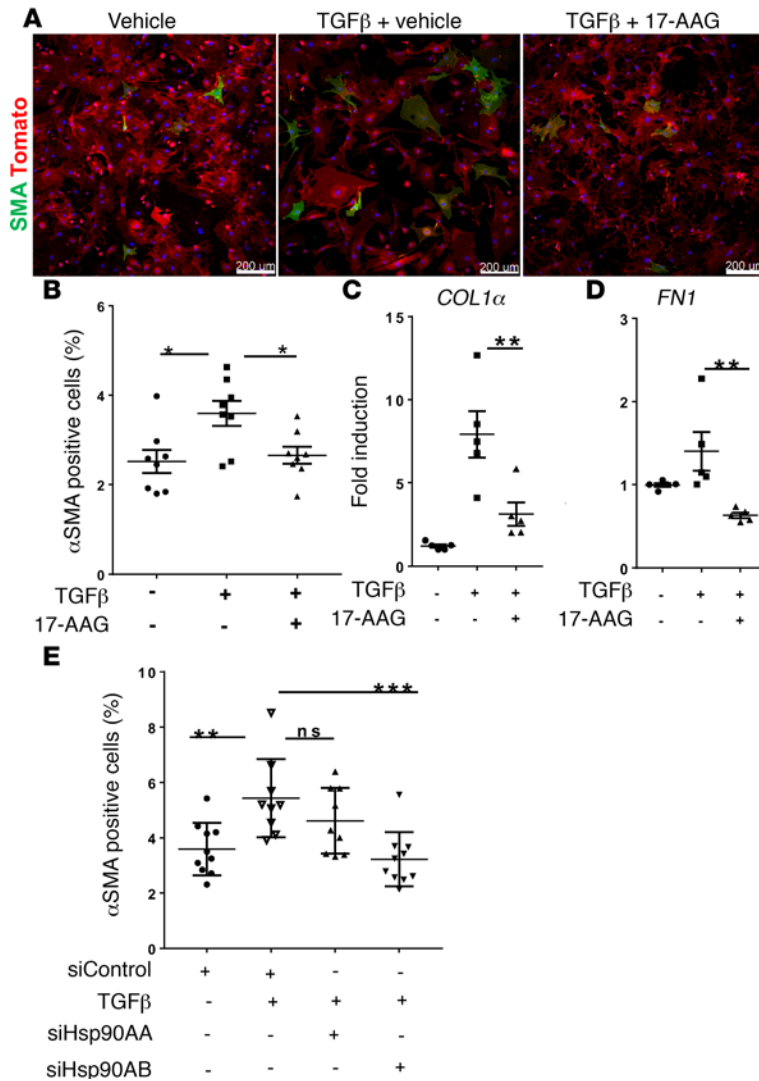 A
Vehicle
TGFβ + vehicle
TGFβ + 17-AAG
SMA Tomato
200 um
200 um
200 um
B
αSMA positive cells (%)
6
4
2
0
*
*
TGFβ - + +
17-AAG - - +
C
COL1α
Fold induction
15
10
5
0
**
TGFβ - + +
17-AAG - - +
D
FN1
3
2
1
0
**
TGFβ - + +
17-AAG - - +
E
αSMA positive cells (%)
10
8
6
4
2
0
**
ns
***
siControl + + - -
TGFβ - + + +
siHsp90AA - - + -
siHsp90AB - - - +